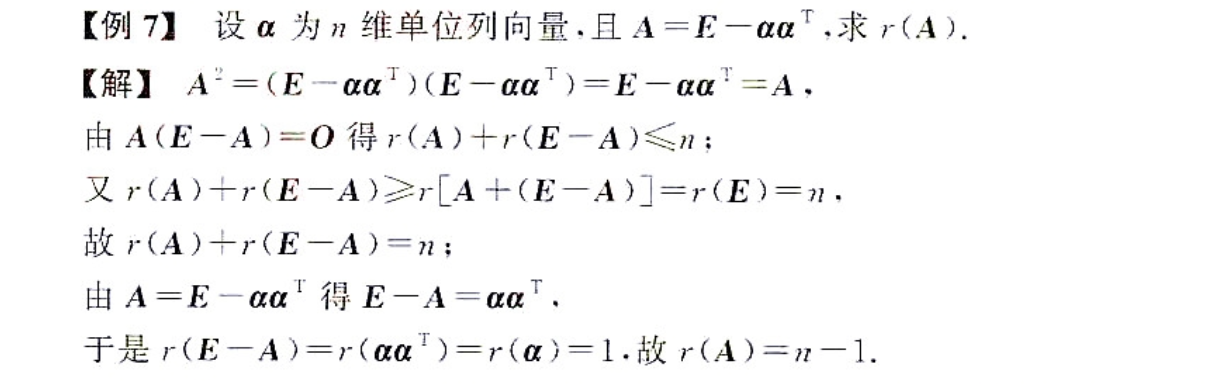 【例 7】 设 α 为 n 维单位列向量,且 A=E-αα^T,求 r(A).
【解】 A²=(E-αα^T)(E-αα^T)=E-αα^T=A,
由 A(E-A)=O 得 r(A)+r(E-A)≤n;
又 r(A)+r(E-A)≥r[A+(E-A)]=r(E)=n,
故 r(A)+r(E-A)=n;
由 A=E-αα^T 得 E-A=αα^T,
于是 r(E-A)=r(αα^T)=r(α)=1,故 r(A)=n-1.